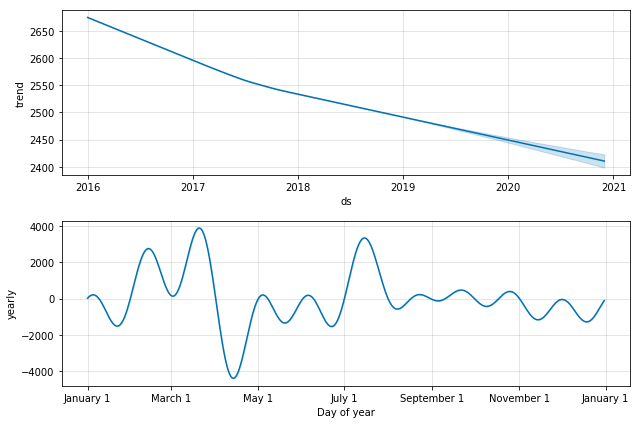 2650
2600
2550
2500
2450
2400
trend
2016 2017 2018 2019 2020 2021
ds
4000
2000
0
−2000
−4000
yearly
January 1 March 1 May 1 July 1 September 1 November 1 January 1
Day of year